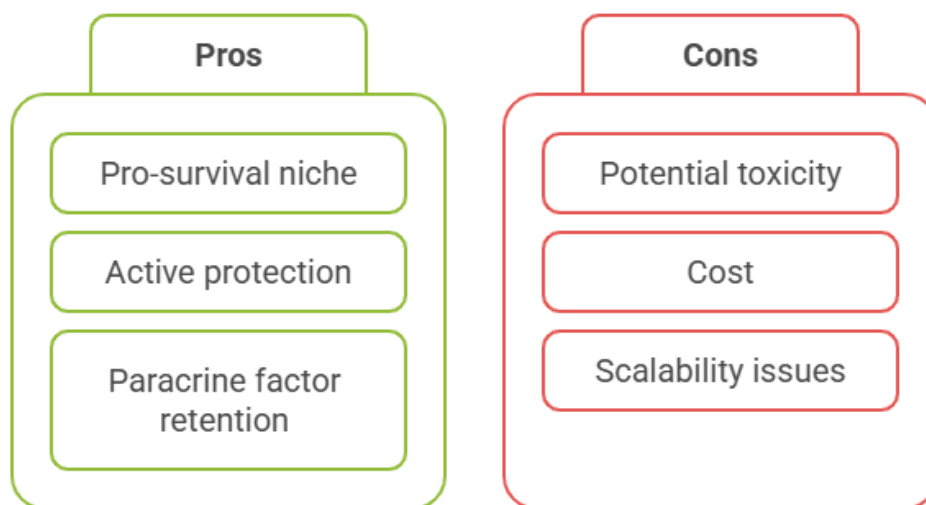 Pros
Pro-survival niche
Active protection
Paracrine factor
retention
Cons
Potential toxicity
Cost
Scalability issues